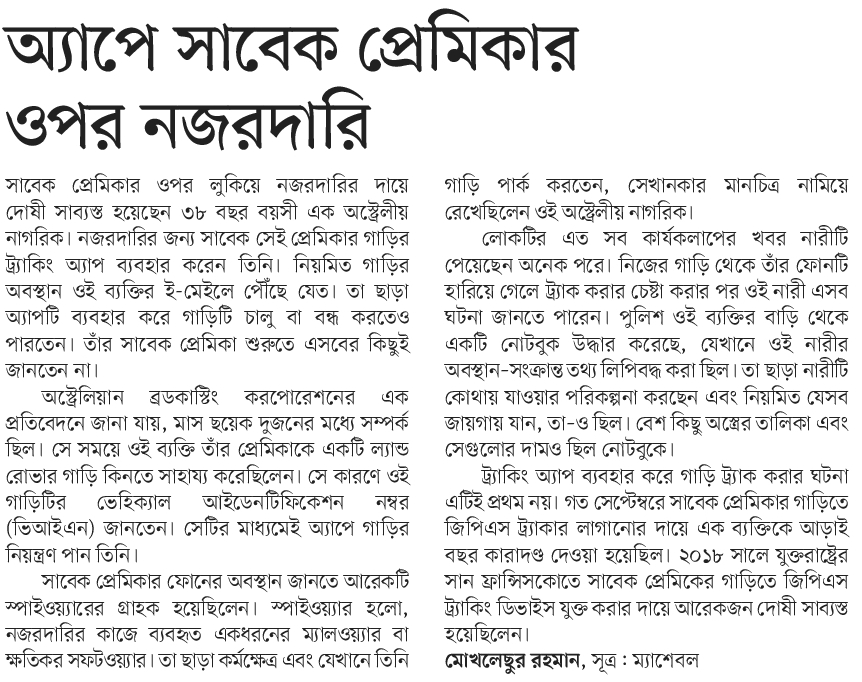 অ্যাপে সাবেক প্রেমিকার
ওপর নজরদারি
সাবেক প্রেমিকার ওপর লুকিয়ে নজরদারির দায়ে
দোষী সাব্যস্ত হয়েছেন ৩৮ বছর বয়সী এক অস্ট্রেলীয়
নাগরিক। নজরদারির জন্য সাবেক সেই প্রেমিকার গাড়ির
ট্র্যাকিং অ্যাপ ব্যবহার করেন তিনি। নিয়মিত গাড়ির
অবস্থান ওই ব্যক্তির ই-মেইলে পৌঁছে যেত। তা ছাড়া
অ্যাপটি ব্যবহার করে গাড়িটি চালু বা বন্ধ করতেও
পারতেন। তাঁর সাবেক প্রেমিকা শুরুতে এসবের কিছুই
জানতেন না।
অস্ট্রেলিয়ান ব্রডকাস্টিং করপোরেশনের এক
প্রতিবেদনে জানা যায়, মাস ছয়েক দুজনের মধ্যে সম্পর্ক
ছিল। সে সময়ে ওই ব্যক্তি তাঁর প্রেমিকাকে একটি ল্যান্ড
রোভার গাড়ি কিনতে সাহায্য করেছিলেন। সে কারণে ওই
গাড়িটির ভেহিক্যাল আইডেনটিফিকেশন নম্বর
(ভিআইএন) জানতেন। সেটির মাধ্যমেই অ্যাপে গাড়ির
নিয়ন্ত্রণ পান তিনি।
সাবেক প্রেমিকার ফোনের অবস্থান জানতে আরেকটি
স্পাইওয়্যারের গ্রাহক হয়েছিলেন। স্পাইওয়্যার হলো,
নজরদারির কাজে ব্যবহৃত একধরনের ম্যালওয়্যার বা
ক্ষতিকর সফটওয়্যার। তা ছাড়া কর্মক্ষেত্র এবং যেখানে তিনি
গাড়ি পার্ক করতেন, সেখানকার মানচিত্র নামিয়ে
রেখেছিলেন ওই অস্ট্রেলীয় নাগরিক।
লোকটির এত সব কার্যকলাপের খবর নারীটি
পেয়েছেন অনেক পরে। নিজের গাড়ি থেকে তাঁর ফোনটি
হারিয়ে গেলে ট্র্যাক করার চেষ্টা করার পর ওই নারী এসব
ঘটনা জানতে পারেন। পুলিশ ওই ব্যক্তির বাড়ি থেকে
একটি নোটবুক উদ্ধার করেছে, যেখানে ওই নারীর
অবস্থান-সংক্রান্ত তথ্য লিপিবদ্ধ করা ছিল। তা ছাড়া নারীটি
কোথায় যাওয়ার পরিকল্পনা করছেন এবং নিয়মিত যেসব
জায়গায় যান, তা-ও ছিল। বেশ কিছু অস্ত্রের তালিকা এবং
সেগুলোর দামও ছিল নোটবুকে।
ট্র্যাকিং অ্যাপ ব্যবহার করে গাড়ি ট্র্যাক করার ঘটনা
এটিই প্রথম নয়। গত সেপ্টেম্বরে সাবেক প্রেমিকার গাড়িতে
জিপিএস ট্র্যাকার লাগানোর দায়ে এক ব্যক্তিকে আড়াই
বছর কারাদণ্ড দেওয়া হয়েছিল। ২০১৮ সালে যুক্তরাষ্ট্রের
সান ফ্রান্সিসকোতে সাবেক প্রেমিকের গাড়িতে জিপিএস
ট্র্যাকিং ডিভাইস যুক্ত করার দায়ে আরেকজন দোষী সাব্যস্ত
হয়েছিলেন।
মোখলেছুর রহমান, সূত্র : ম্যাশেবল